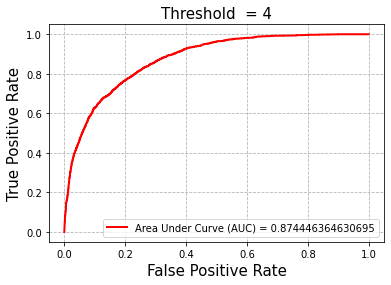 Threshold  = 4
True Positive Rate
1.0
0.8
0.6
0.4
0.2
0.0
Area Under Curve (AUC) = 0.874446364630695
0.0 0.2 0.4 0.6 0.8 1.0
False Positive Rate